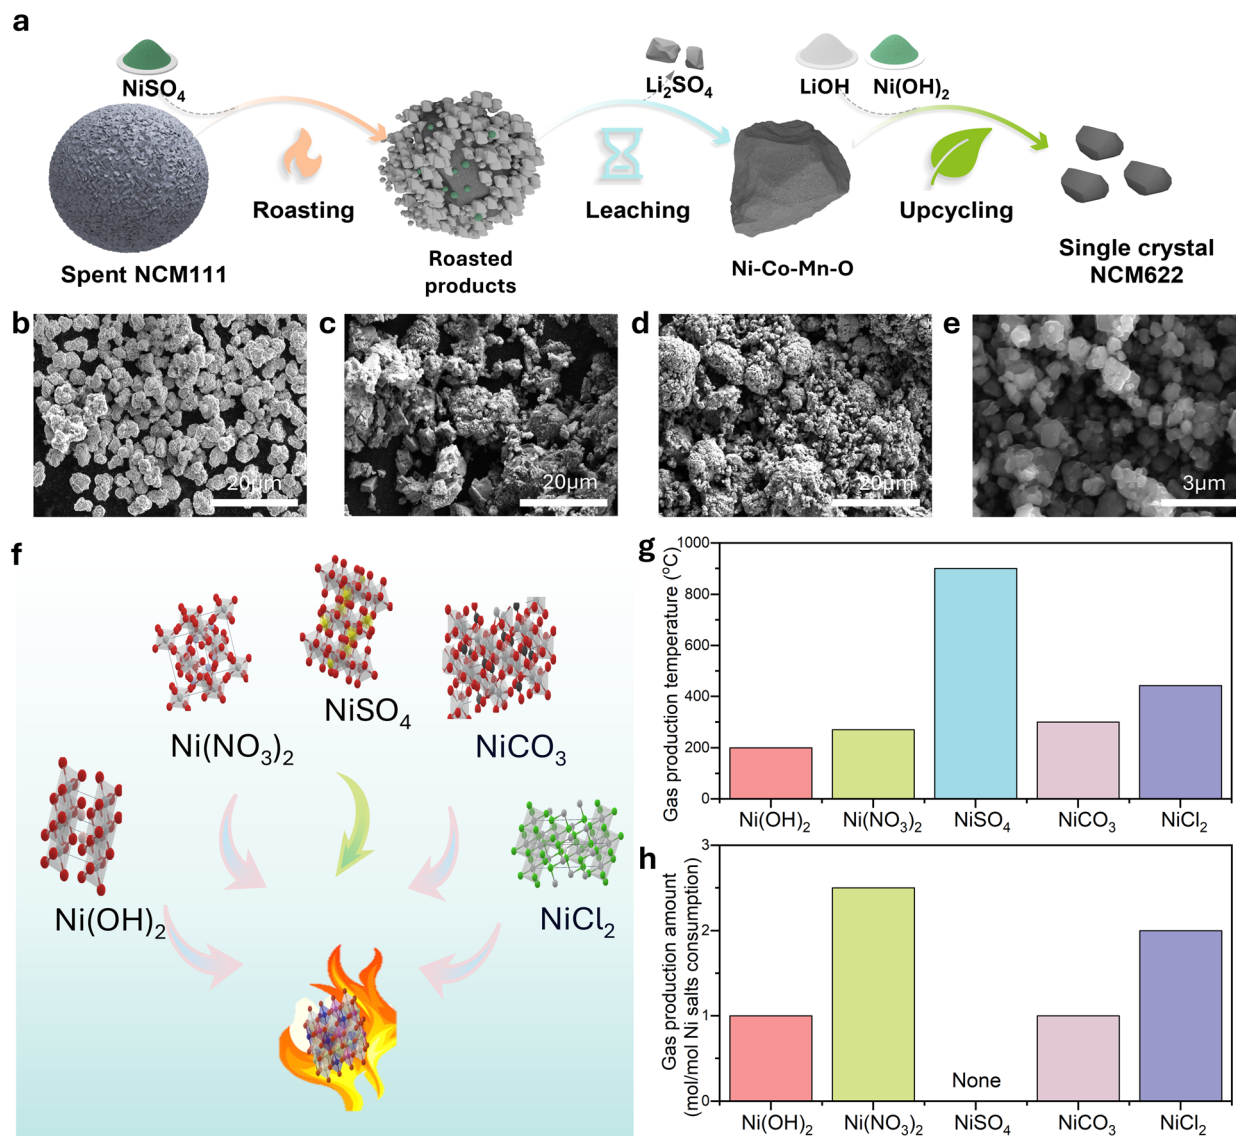 a
NiSO₄
Li₂SO₄
LiOH
Ni(OH)₂
Roasting
Leaching
Upcycling
Spent NCM111
Roasted
products
Ni-Co-Mn-O
Single crystal
NCM622
b
20μm
c
20μm
d
20μm
e
3μm
f
Ni(NO₃)₂
NiSO₄
NiCO₃
Ni(OH)₂
NiCl₂
g
Gas production temperature (°C)
1000
800
600
400
200
0
Ni(OH)₂
Ni(NO₃)₂
NiSO₄
NiCO₃
NiCl₂
h
Gas production amount
(mol/mol Ni salts consumption)
3
2
1
0
None
Ni(OH)₂
Ni(NO₃)₂
NiSO₄
NiCO₃
NiCl₂